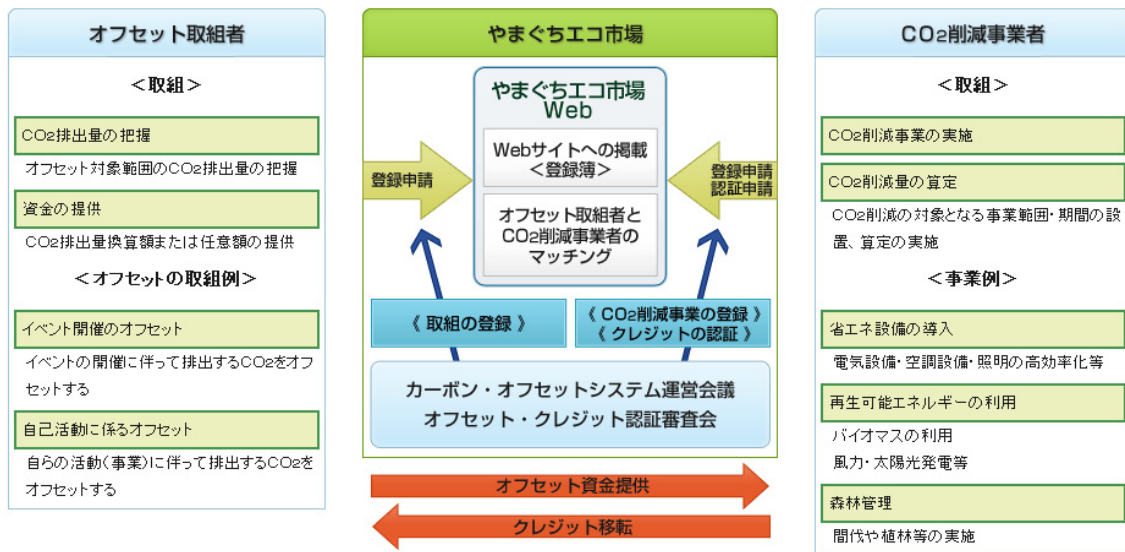 オフセット取組者
＜取組＞
CO2排出量の把握
オフセット対象範囲のCO2排出量の把握
資金の提供
CO2排出量換算額または任意額の提供
＜オフセットの取組例＞
イベント開催のオフセット
イベントの開催に伴って排出するCO2をオフ
セットする
自己活動に係るオフセット
自らの活動(事業)に伴って排出するCO2を
オフセットする
やまぐちエコ市場
やまぐちエコ市場
Web
Webサイトへの掲載
＜登録簿＞
オフセット取組者と
CO2削減事業者の
マッチング
登録申請
登録申請
認証申請
《 取組の登録 》
《 CO2削減事業の登録 》
《 クレジットの認証 》
カーボン・オフセットシステム運営会議
オフセット・クレジット認証審査会
オフセット資金提供
クレジット移転
CO2削減事業者
＜取組＞
CO2削減事業の実施
CO2削減量の算定
CO2削減の対象となる事業範囲・期間の設
置、算定の実施
＜事業例＞
省エネ設備の導入
電気設備・空調設備・照明の高効率化等
再生可能エネルギーの利用
バイオマスの利用
風力・太陽光発電等
森林管理
間伐や植林等の実施